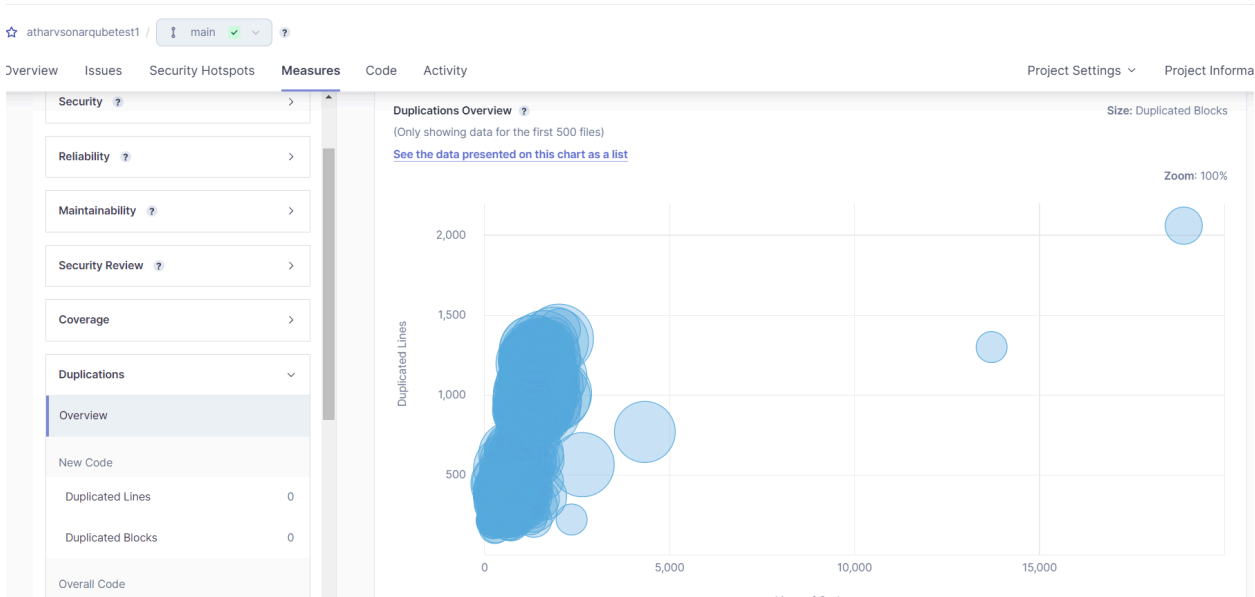 atharvsonarqubetest1 / main ?
Overview Issues Security Hotspots Measures Code Activity Project Settings Project Informa
Security ?
Reliability ?
Maintainability ?
Security Review ?
Coverage
Duplications
Overview
New Code
Duplicated Lines 0
Duplicated Blocks 0
Overall Code
Duplications Overview ?
Size: Duplicated Blocks
(Only showing data for the first 500 files)
See the data presented on this chart as a list
Zoom: 100%
Duplicated Lines
2,000
1,500
1,000
500
0 5,000 10,000 15,000